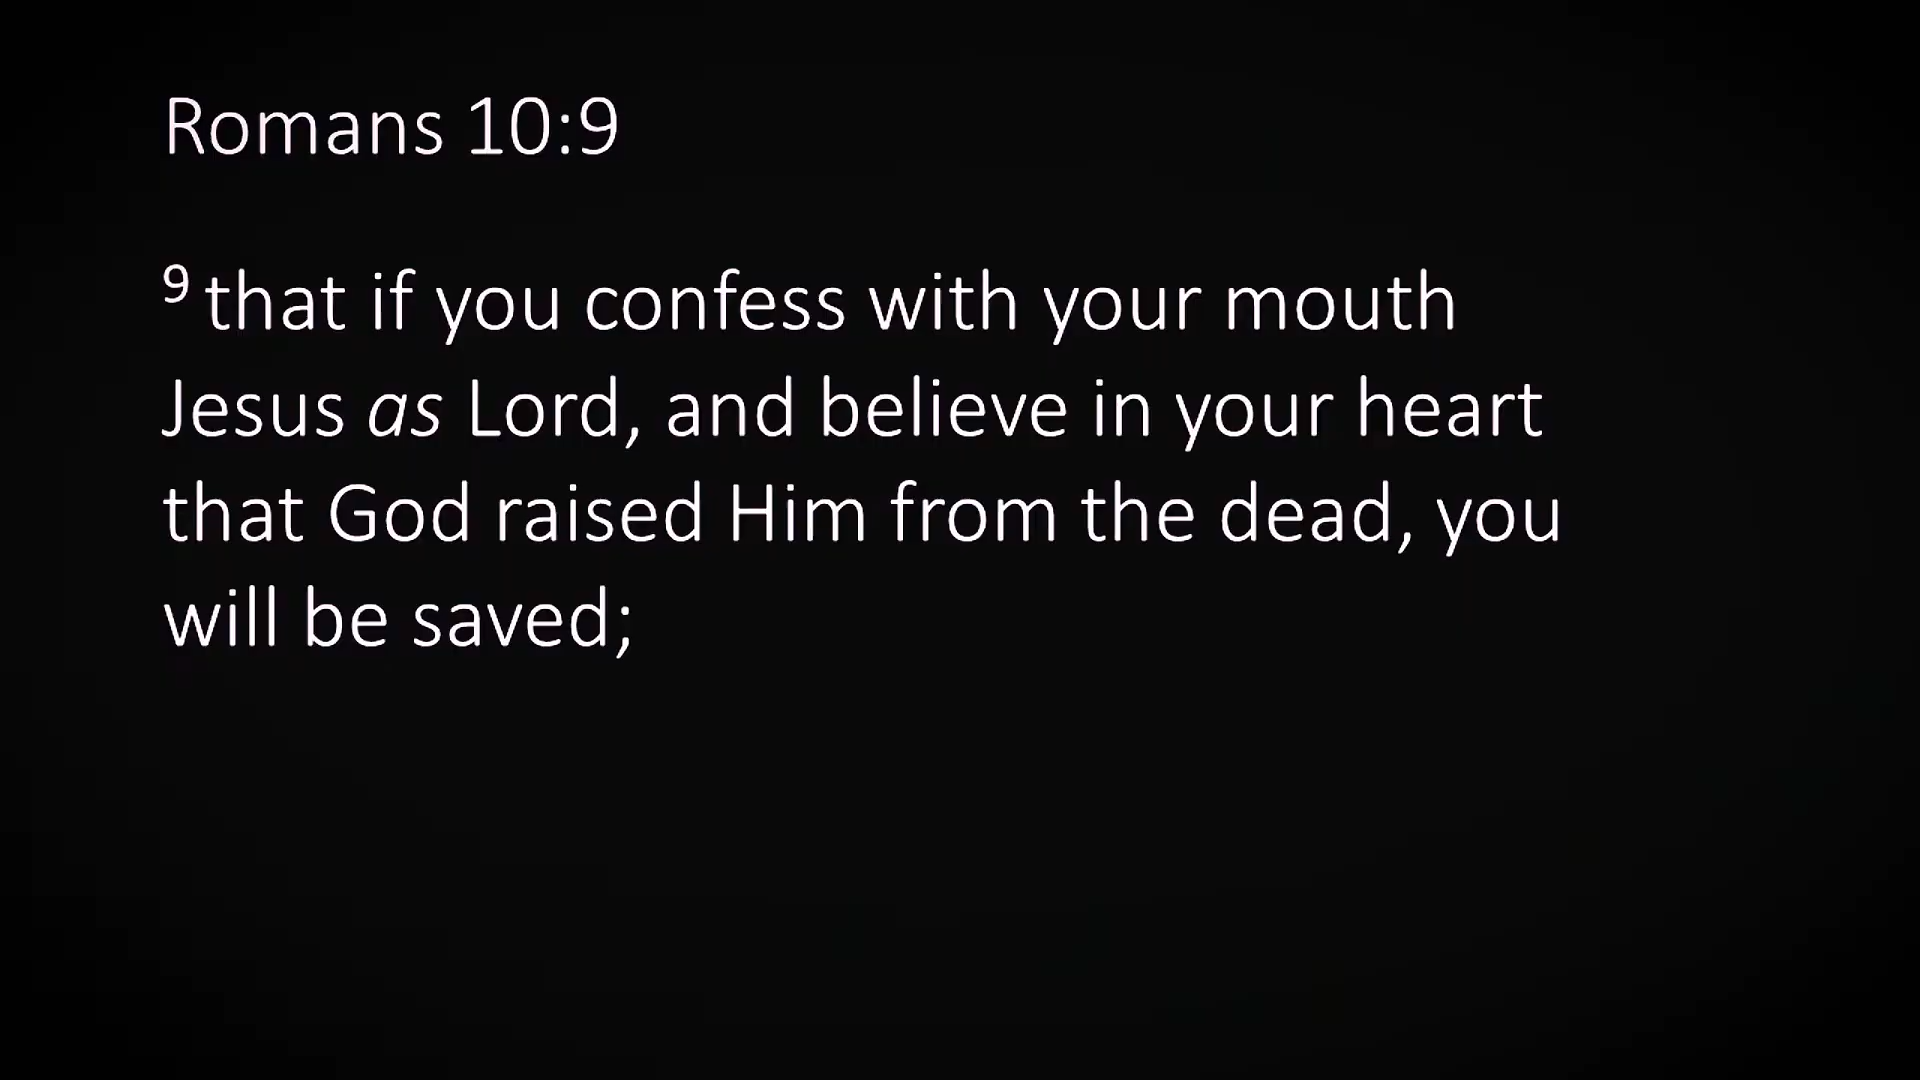 Romans 10:9
9 that if you confess with your mouth
Jesus as Lord, and believe in your heart
that God raised Him from the dead, you
will be saved;